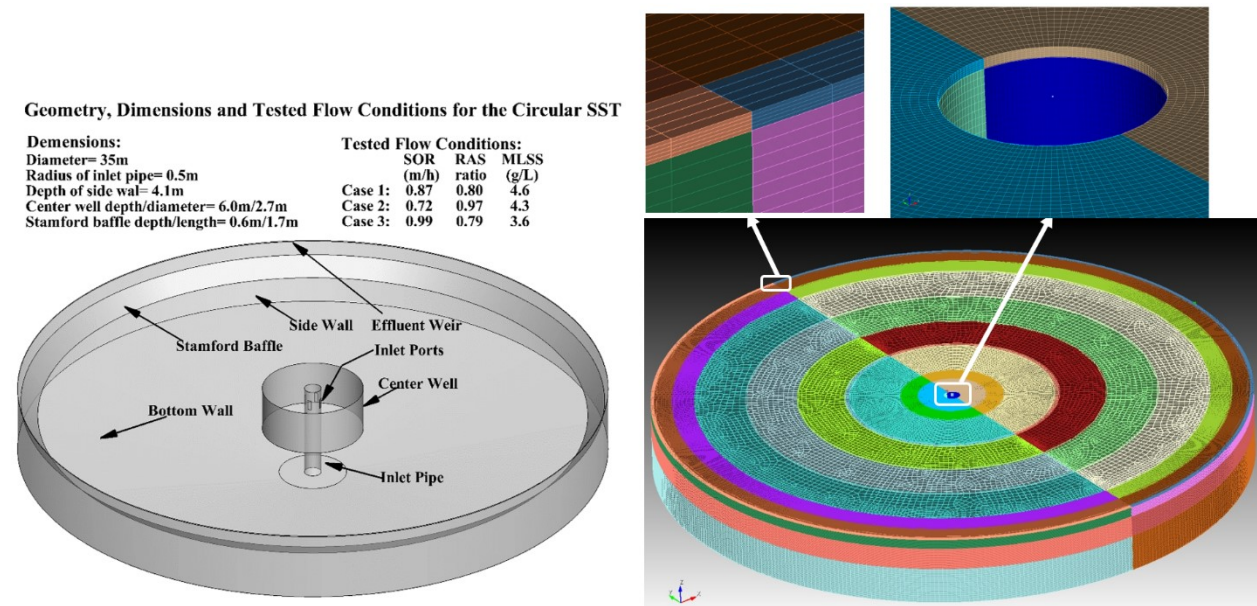 Geometry, Dimensions and Tested Flow Conditions for the Circular SST
Demensions:
Diameter= 35m
Radius of inlet pipe= 0.5m
Depth of side wal= 4.1m
Center well depth/diameter= 6.0m/2.7m
Stamford baffle depth/length= 0.6m/1.7m
Tested Flow Conditions:
SOR RAS MLSS
(m/h) ratio (g/L)
Case 1: 0.87 0.80 4.6
Case 2: 0.72 0.97 4.3
Case 3: 0.99 0.79 3.6
Side Wall
Effluent Weir
Stamford Baffle
Inlet Ports
Center Well
Bottom Wall
Inlet Pipe
Z
X